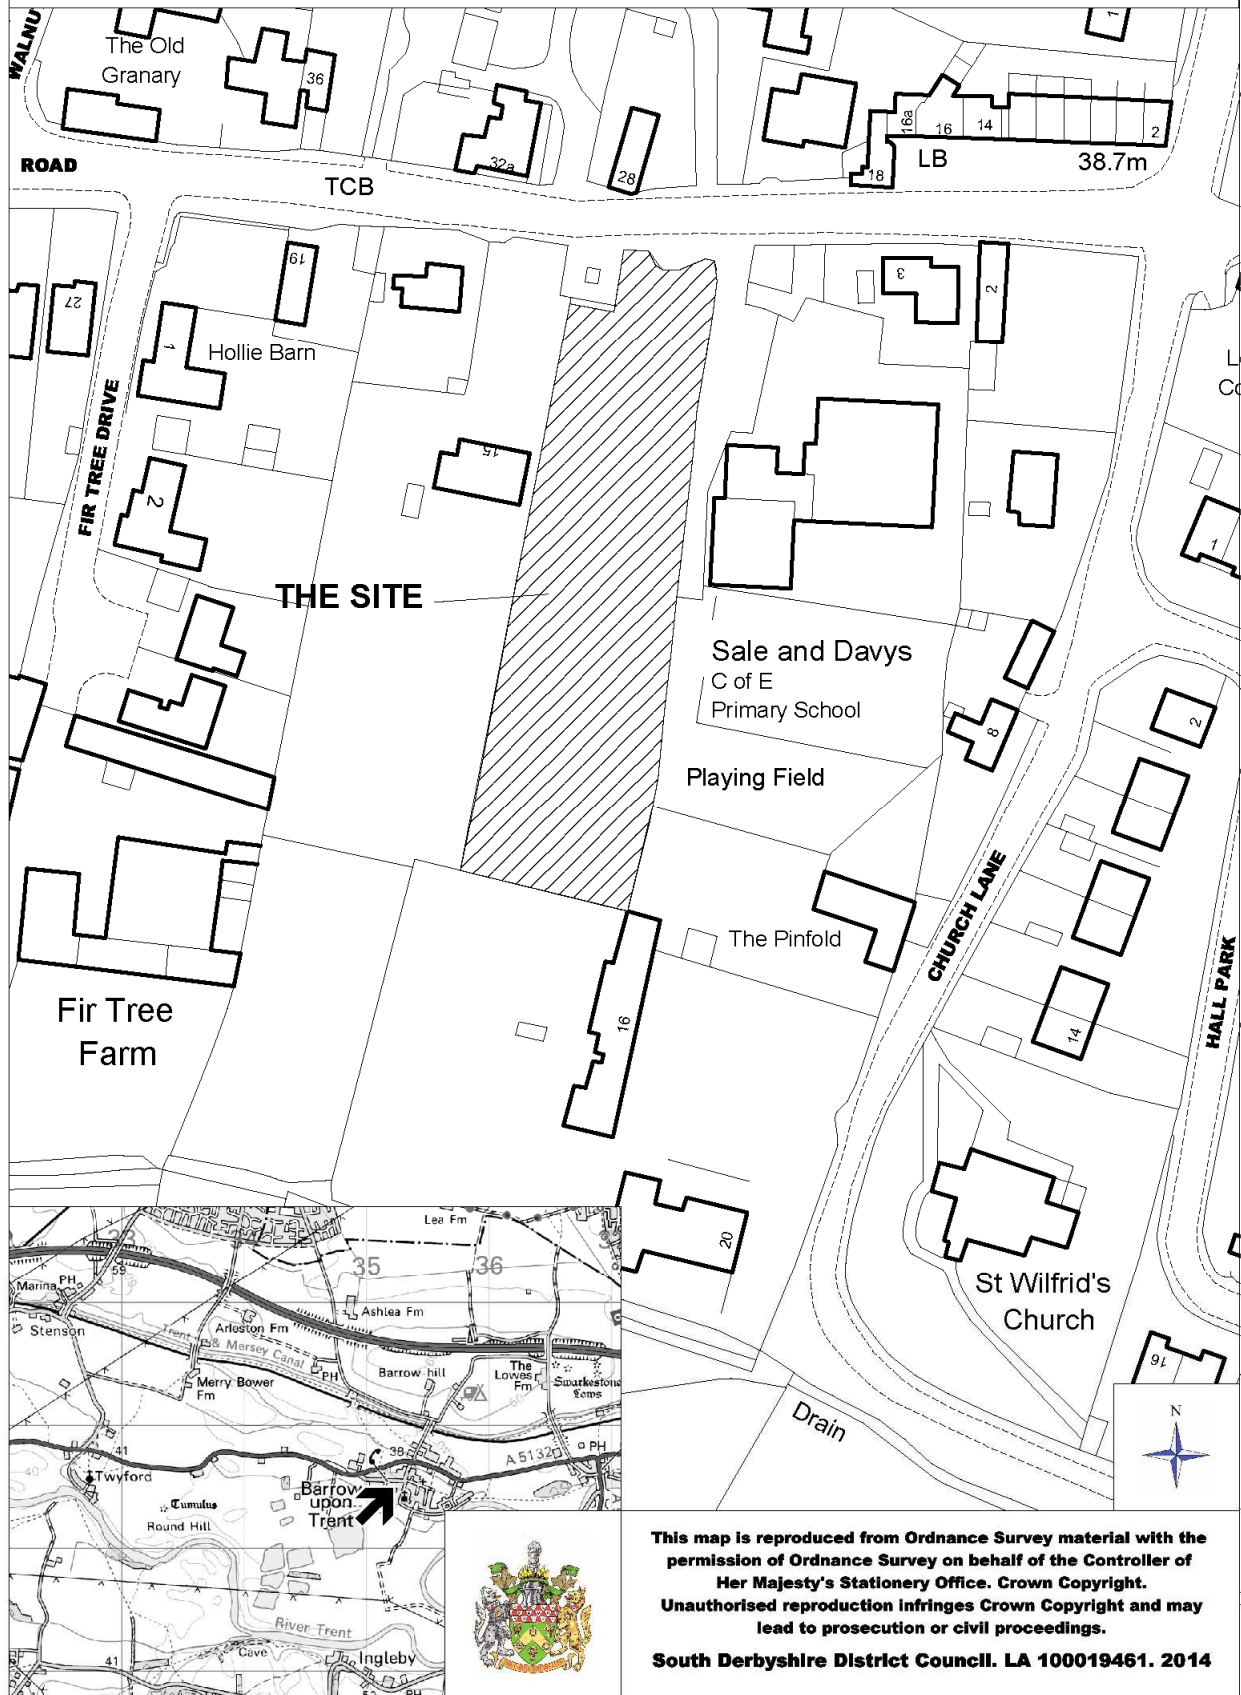 WALNU
The Old
Granary
36
32a
28
16a
16
14
2
18
LB
38.7m
1
ROAD
TCB
19
3
2
27
1
Hollie Barn
L
Co
FIR TREE DRIVE
15
2
1
THE SITE
Sale and Davys
C of E
Primary School
8
2
Playing Field
CHURCH LANE
The Pinfold
HALL PARK
16
14
Fir Tree
Farm
20
St Wilfrid's
Church
16
Drain
N
Lea Fm
33
35
36
59
Marina
PH
Stenson
Ashlea Fm
Arleston Fm
Trent & Mersey Canal
PH
Merry Bower
Fm
Barrow hill
The
Lowes
Fm
Swarkestone
Lows
A 5132
PH
38
41
40
Twyford
Barrow
upon
Trent
Tumulus
Round Hill
River Trent
Cave
Ingleby
41
PH
This map is reproduced from Ordnance Survey material with the
permission of Ordnance Survey on behalf of the Controller of
Her Majesty's Stationery Office. Crown Copyright.
Unauthorised reproduction infringes Crown Copyright and may
lead to prosecution or civil proceedings.
South Derbyshire District Council. LA 100019461. 2014